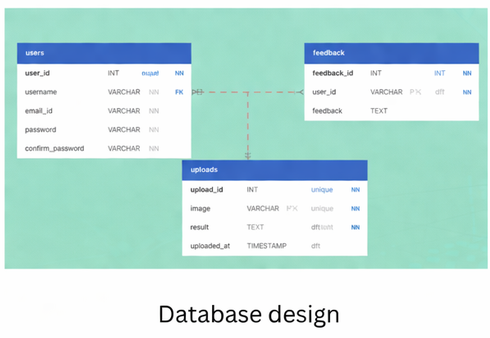 users
user_id INT NN
username VARCHAR NN FK
email_id VARCHAR NN
password VARCHAR NN
confirm_password VARCHAR NN
feedback
feedback_id INT INT NN
user_id VARCHAR dft NN
feedback TEXT
uploads
upload_id INT unique NN
image VARCHAR unique NN
result TEXT NN
uploaded_at TIMESTAMP dft
Database design